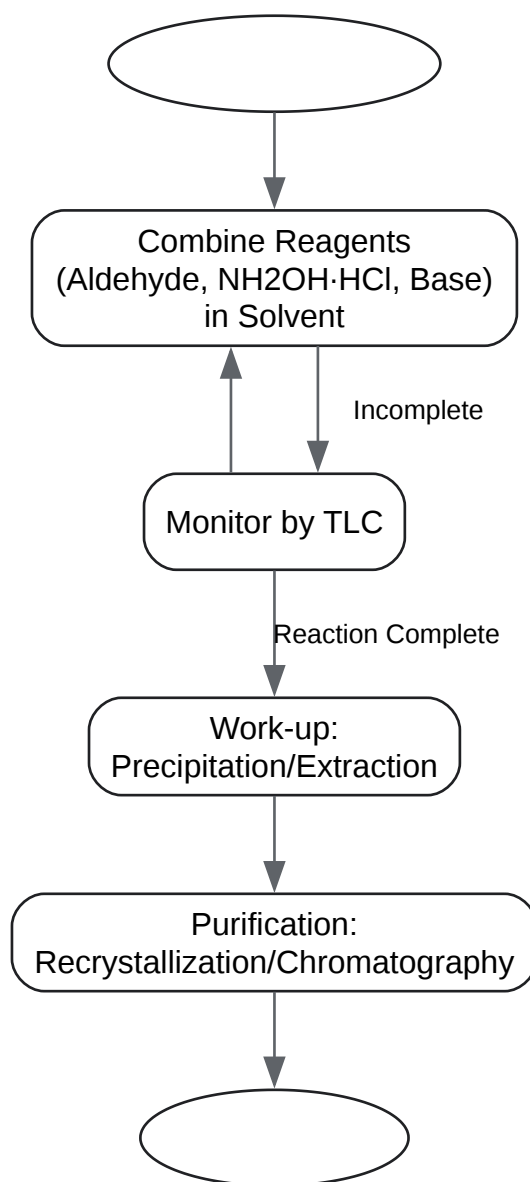 Combine Reagents
(Aldehyde, NH2OH·HCl, Base)
in Solvent
Incomplete
Monitor by TLC
Reaction Complete
Work-up:
Precipitation/Extraction
Purification:
Recrystallization/Chromatography